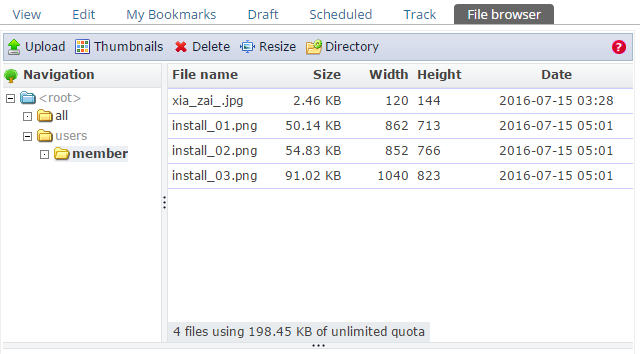 View Edit My Bookmarks Draft Scheduled Track File browser
Upload Thumbnails Delete Resize Directory ?
Navigation
<root>
all
users
member
File name Size Width Height Date
xia_zai_.jpg 2.46 KB 120 144 2016-07-15 03:28
install_01.png 50.14 KB 862 713 2016-07-15 05:01
install_02.png 54.83 KB 852 766 2016-07-15 05:01
install_03.png 91.02 KB 1040 823 2016-07-15 05:01
4 files using 198.45 KB of unlimited quota